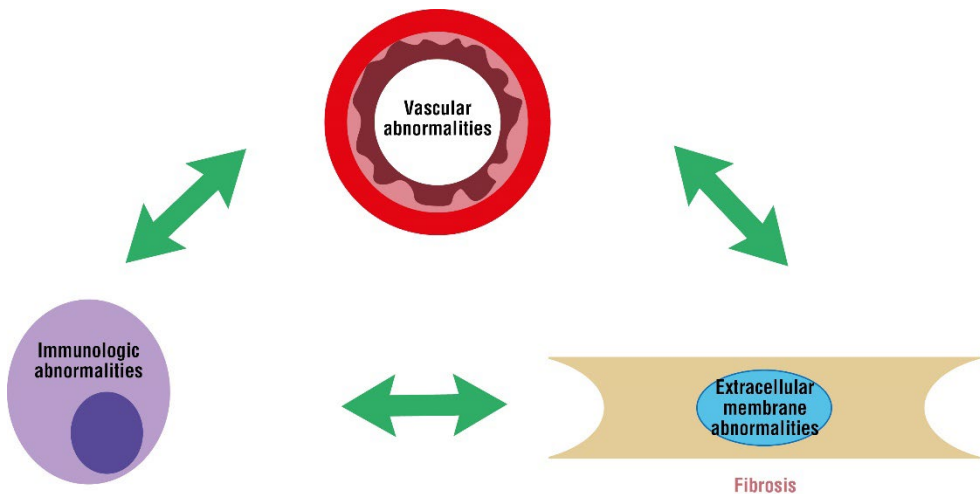 Vascular
abnormalities
Immunologic
abnormalities
Extracellular
membrane
abnormalities
Fibrosis